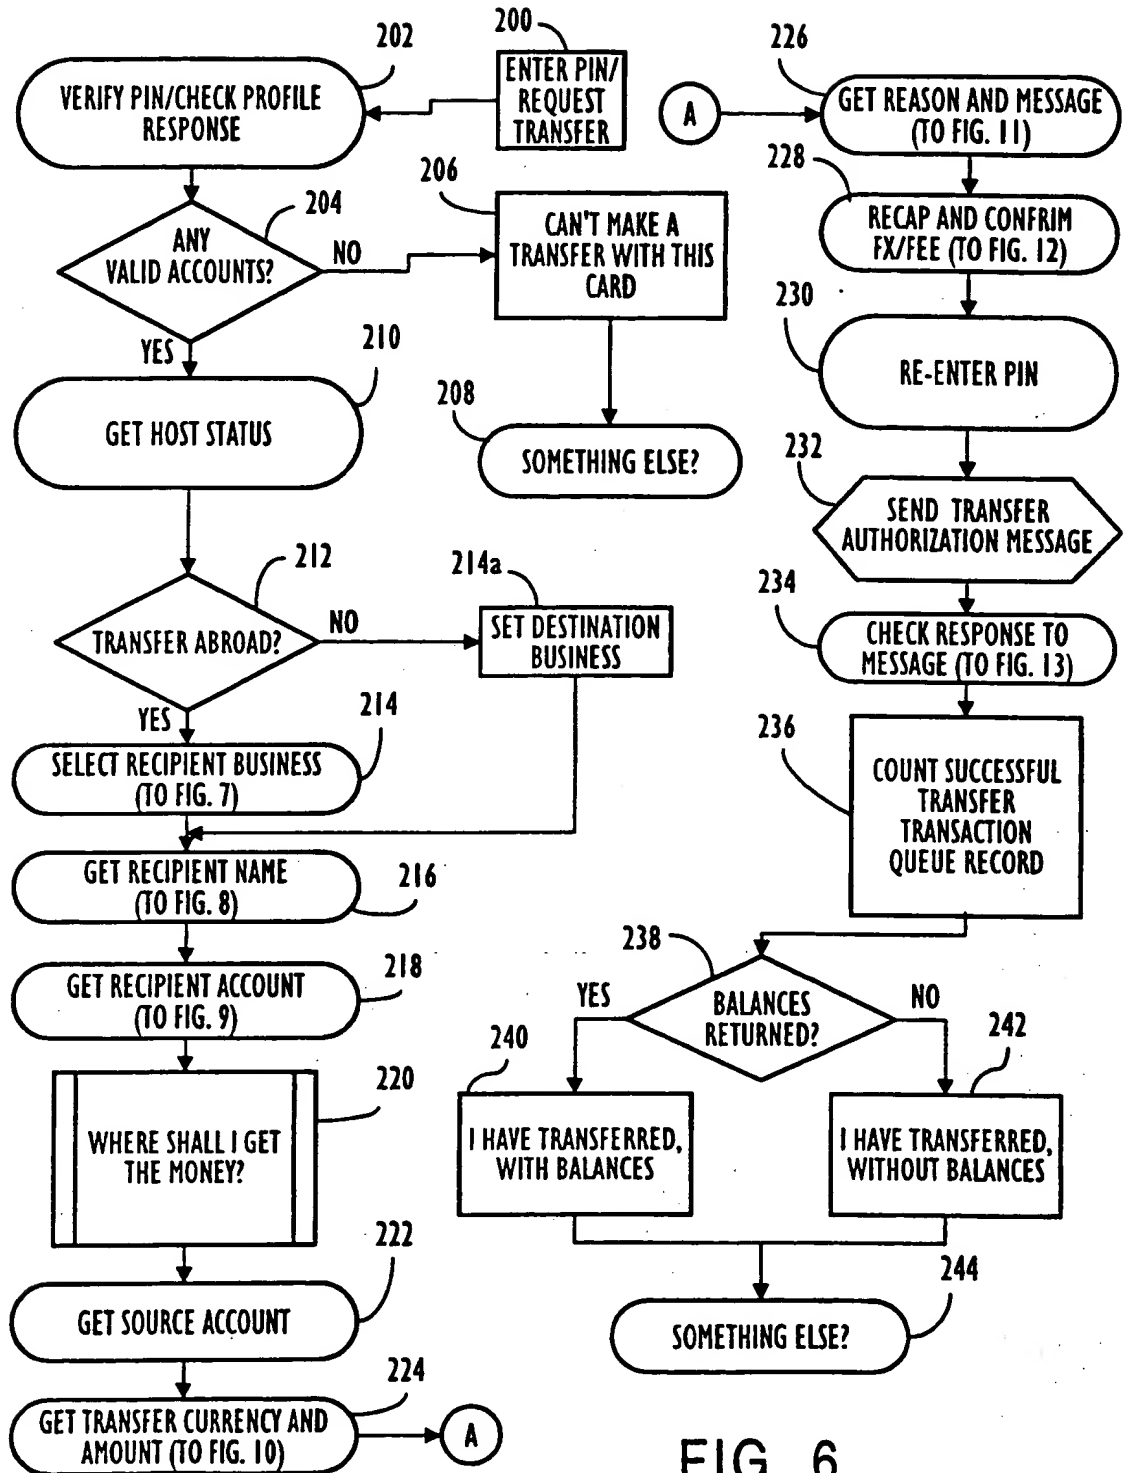 202
VERIFY PIN/CHECK PROFILE
RESPONSE
200
ENTER PIN/
REQUEST
TRANSFER
204
ANY
VALID ACCOUNTS?
NO
YES
206
CAN'T MAKE A
TRANSFER WITH THIS
CARD
208
SOMETHING ELSE?
210
GET HOST STATUS
212
TRANSFER ABROAD?
NO
YES
214a
SET DESTINATION
BUSINESS
214
SELECT RECIPIENT BUSINESS
(TO FIG. 7)
216
GET RECIPIENT NAME
(TO FIG. 8)
218
GET RECIPIENT ACCOUNT
(TO FIG. 9)
220
WHERE SHALL I GET
THE MONEY?
222
GET SOURCE ACCOUNT
224
GET TRANSFER CURRENCY AND
AMOUNT (TO FIG. 10)
A
A
226
GET REASON AND MESSAGE
(TO FIG. 11)
228
RECAP AND CONFRIM
FX/FEE (TO FIG. 12)
230
RE-ENTER PIN
232
SEND TRANSFER
AUTHORIZATION MESSAGE
234
CHECK RESPONSE TO
MESSAGE (TO FIG. 13)
236
COUNT SUCCESSFUL
TRANSFER
TRANSACTION
QUEUE RECORD
238
BALANCES
RETURNED?
YES
NO
240
I HAVE TRANSFERRED,
WITH BALANCES
242
I HAVE TRANSFERRED,
WITHOUT BALANCES
244
SOMETHING ELSE?
FIG. 6